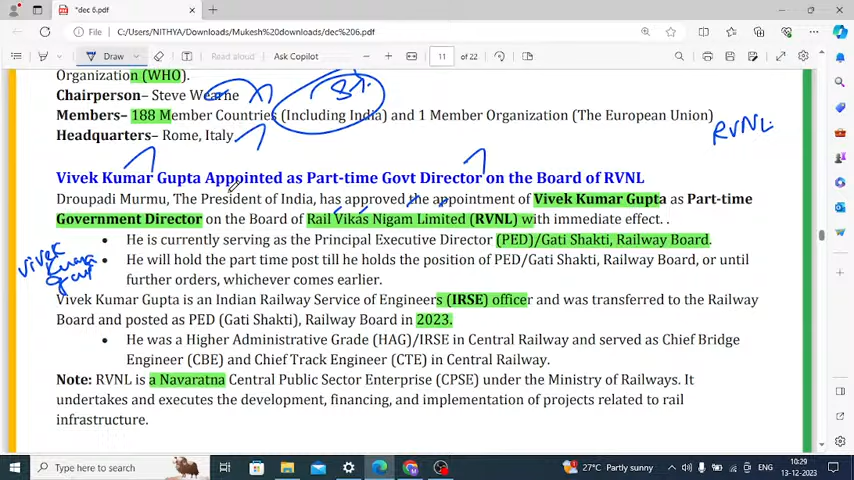 *dec 6.pdf
C:/Users/NITHYA/Downloads/Mukesh%20downloads/dec%206.pdf
Draw
Read aloud
Ask Copilot
11 of 22
Organization (WHO).
Chairperson– Steve Wearne
Members– 188 Member Countries (Including India) and 1 Member Organization (The European Union)
RVNL
Headquarters– Rome, Italy
Vivek Kumar Gupta Appointed as Part-time Govt Director on the Board of RVNL
Droupadi Murmu, The President of India, has approved the appointment of Vivek Kumar Gupta as Part-time
Government Director on the Board of Rail Vikas Nigam Limited (RVNL) with immediate effect. .
• He is currently serving as the Principal Executive Director (PED)/Gati Shakti, Railway Board.
• He will hold the part time post till he holds the position of PED/Gati Shakti, Railway Board, or until
further orders, whichever comes earlier.
Vivek
Vivek Kumar Gupta is an Indian Railway Service of Engineers (IRSE) officer and was transferred to the Railway
Board and posted as PED (Gati Shakti), Railway Board in 2023.
• He was a Higher Administrative Grade (HAG)/IRSE in Central Railway and served as Chief Bridge
Engineer (CBE) and Chief Track Engineer (CTE) in Central Railway.
Note: RVNL is a Navaratna Central Public Sector Enterprise (CPSE) under the Ministry of Railways. It
undertakes and executes the development, financing, and implementation of projects related to rail
infrastructure.
Type here to search
27°C Partly sunny
ENG
10:29
13-12-2023